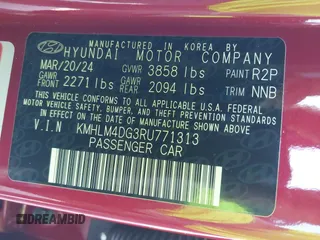 MANUFACTURED IN KOREA BY
HYUNDAI MOTOR COMPANY
MAR/20/24 GVWR 3858 lbs PAINT R2P
GAWR FRONT 2271 lbs GAWR REAR 2094 lbs TRIM NNB
THIS VEHICLE CONFORMS TO ALL APPLICABLE U.S.
FEDERAL MOTOR VEHICLE SAFETY, BUMPER, AND
THEFT PREVENTION STANDARDS IN EFFECT ON
THE DATE OF MANUFACTURE SHOWN ABOVE.
V.I.N KMHLM4DG3RU771313
PASSENGER CAR
DREAMBID